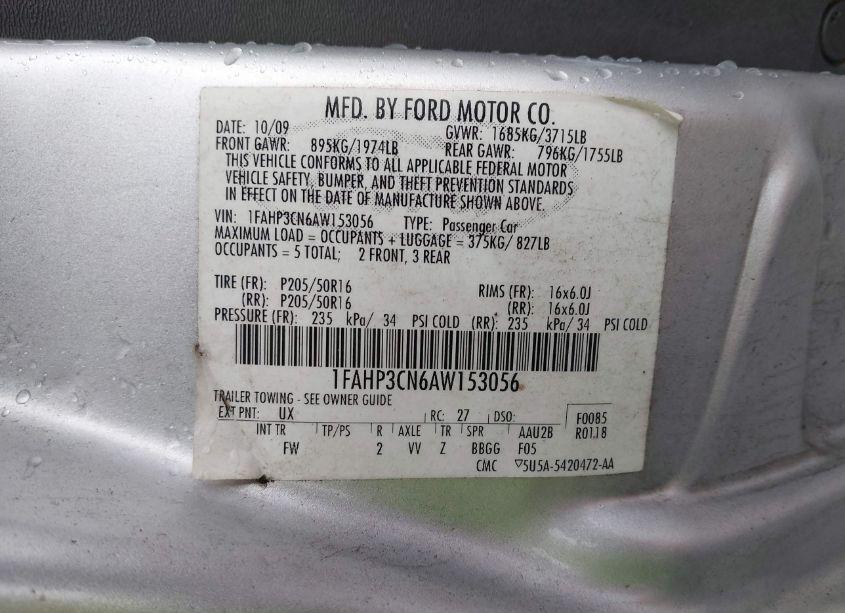 MFD. BY FORD MOTOR CO.
DATE: 10/09 GVWR: 1685KG/3715LB
FRONT GAWR: 895KG/1974LB REAR GAWR: 796KG/1755LB
THIS VEHICLE CONFORMS TO ALL APPLICABLE FEDERAL MOTOR
VEHICLE SAFETY, BUMPER, AND THEFT PREVENTION STANDARDS
IN EFFECT ON THE DATE OF MANUFACTURE SHOWN ABOVE.
VIN: 1FAHP3CN6AW153056 TYPE: Passenger Car
MAXIMUM LOAD = OCCUPANTS + LUGGAGE = 375KG/ 827LB
OCCUPANTS = 5 TOTAL; 2 FRONT, 3 REAR
TIRE (FR): P205/50R16 RIMS (FR): 16x6.0J
(RR): P205/50R16 (RR): 16x6.0J
PRESSURE (FR): 235 kPa/ 34 PSI COLD (RR): 235 kPa/ 34 PSI COLD
1FAHP3CN6AW153056
TRAILER TOWING - SEE OWNER GUIDE
EXT PNT: UX RC: 27 DSO: F0085
INT TR TP/PS R AXLE TR SPR AAU2B R0118
FW 2 VV Z BBGG F05
CMC ▽5U5A-5420472-AA